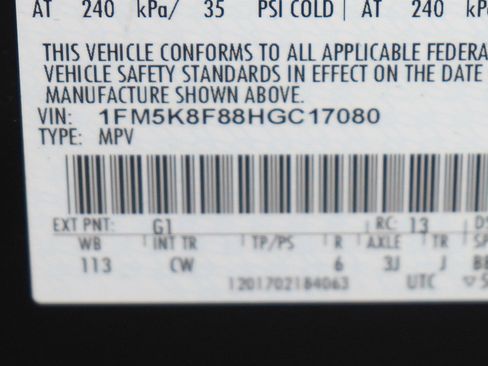 AT 240 kPa/ 35 PSI COLD | AT 240
THIS VEHICLE CONFORMS TO ALL APPLICABLE
VEHICLE SAFETY STANDARDS IN EFFECT ON THE DATE
MANUFACTURE SHOWN ABOVE.
VIN: 1FM5K8F88HGC17080
TYPE: MPV
EXT PNT: G1 RC: 13
WB INT TR TP/PS R AXLE TR
113 CW 6 3J J
1201702184063 UTC